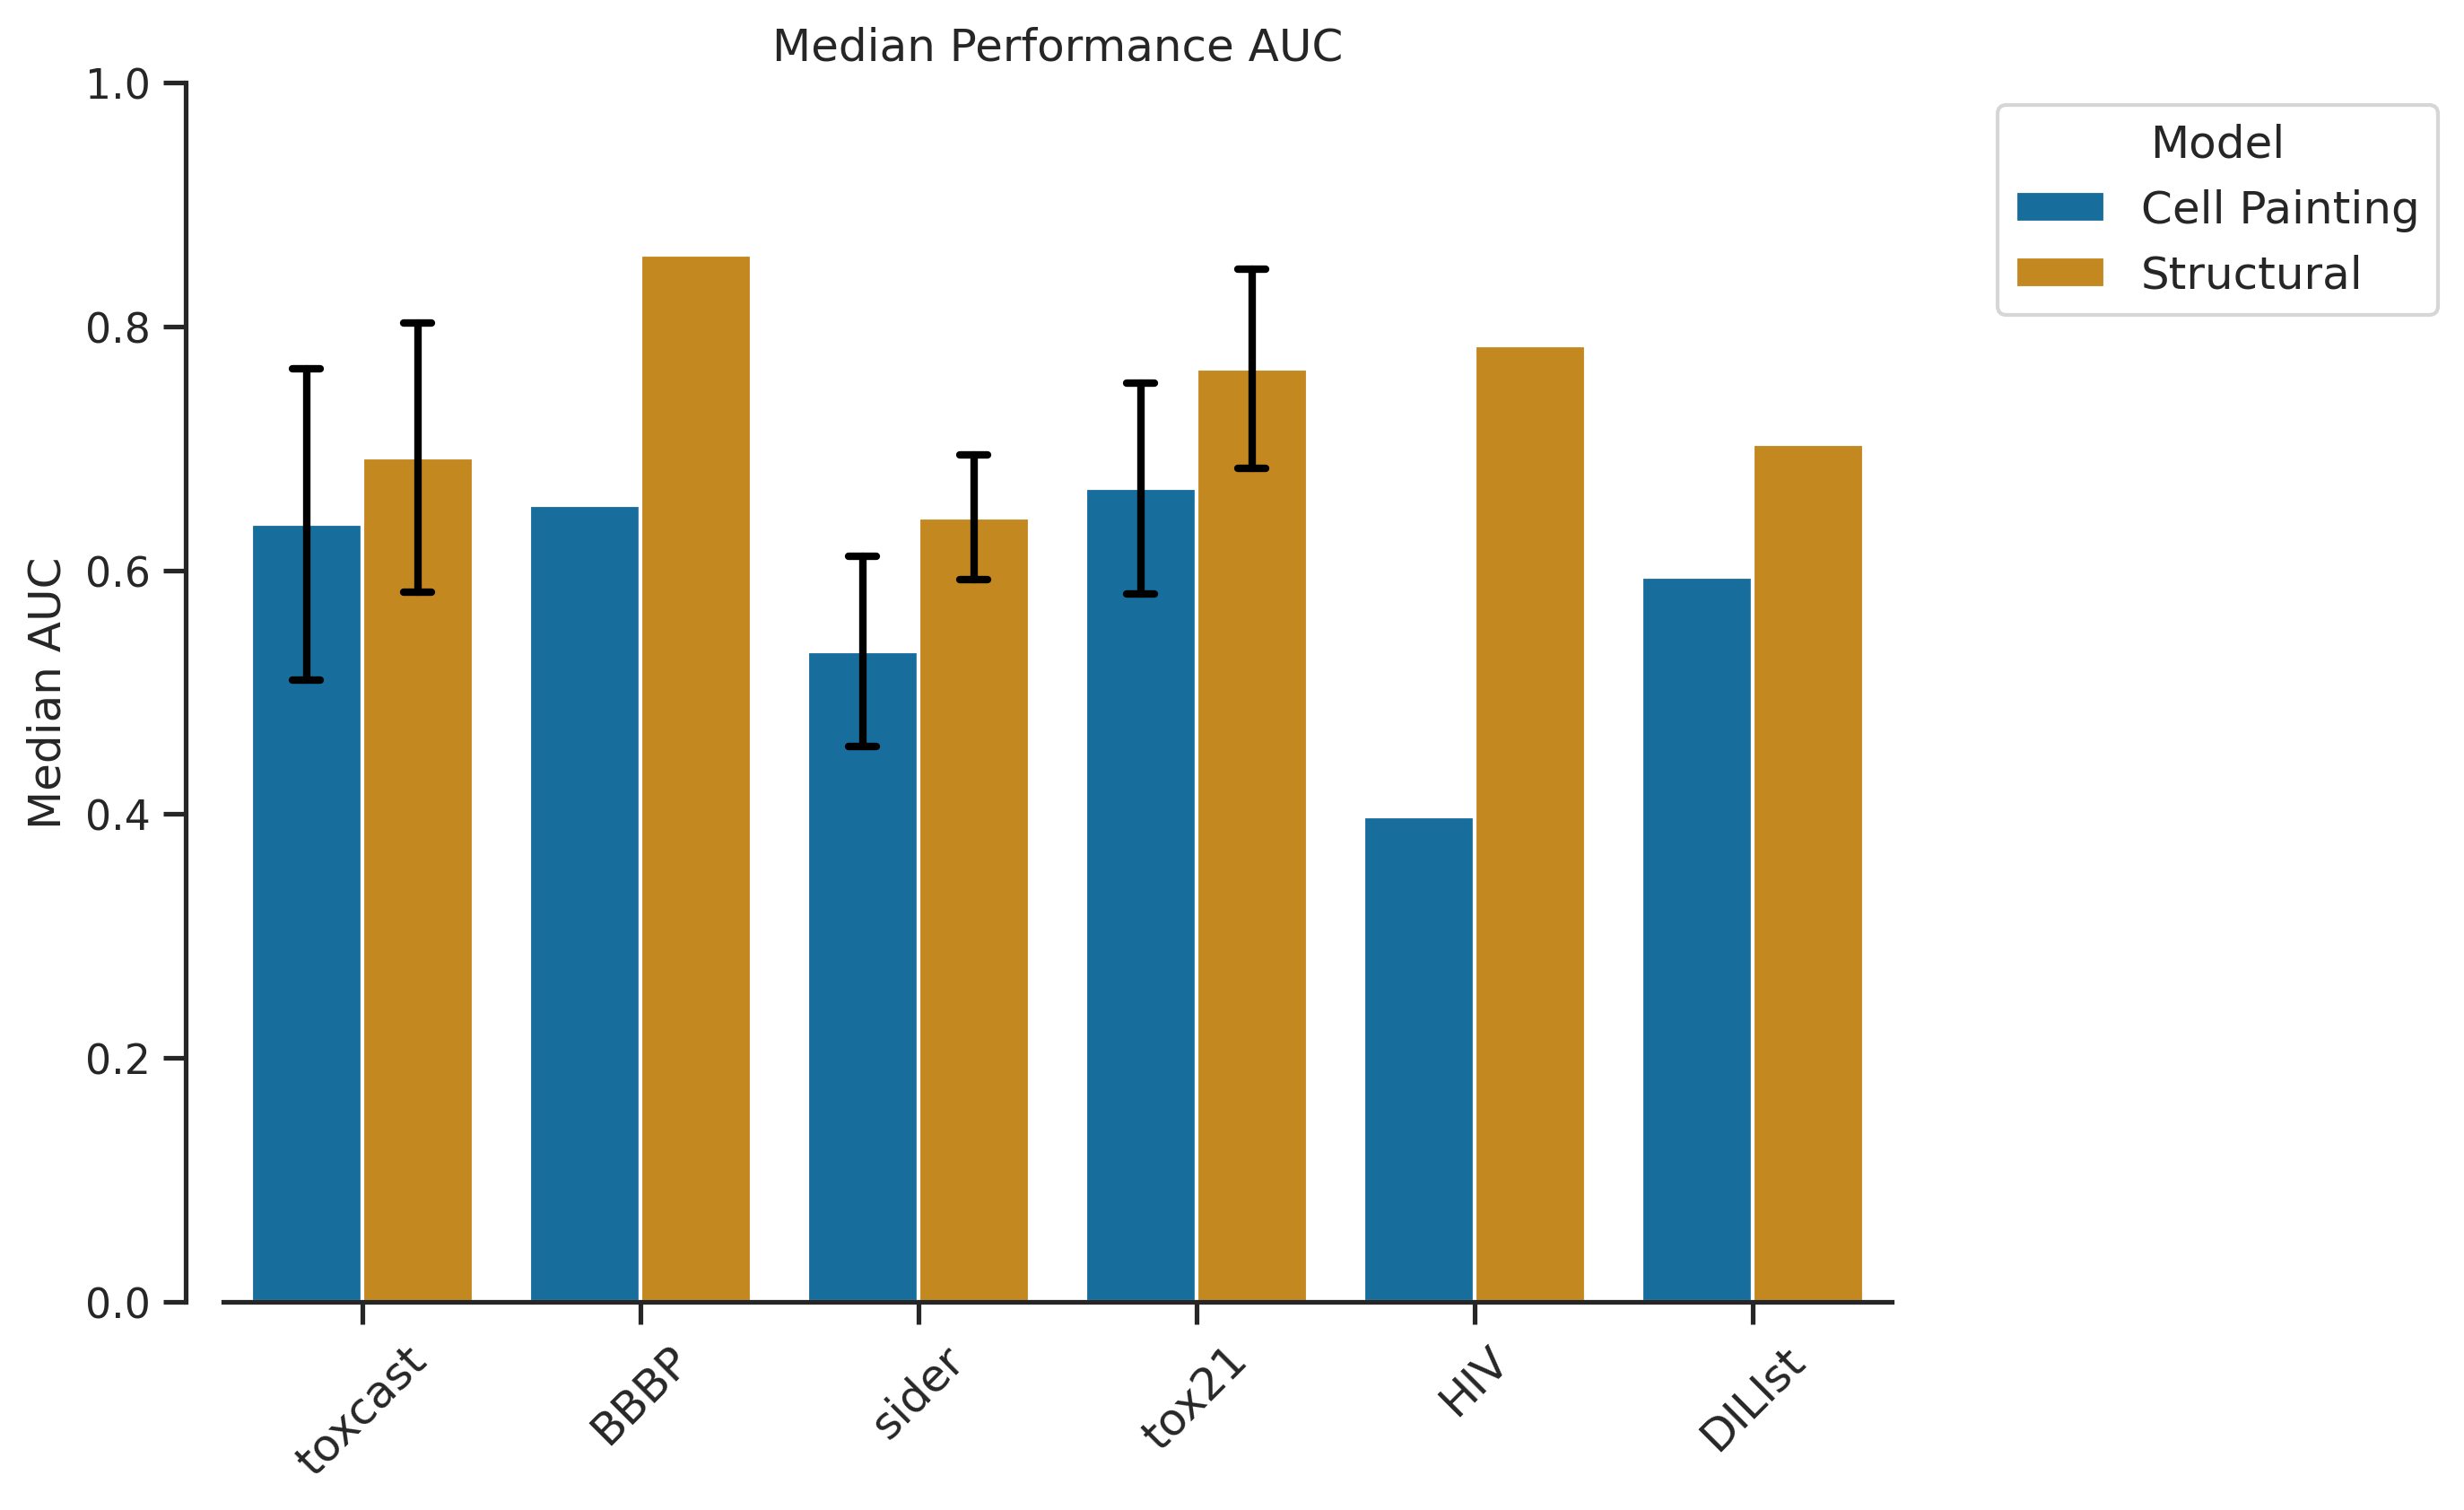 Median Performance AUC
Median AUC
1.0
0.8
0.6
0.4
0.2
0.0
toxcast
BBBP
sider
tox21
HIV
DILIst
Model
Cell Painting
Structural